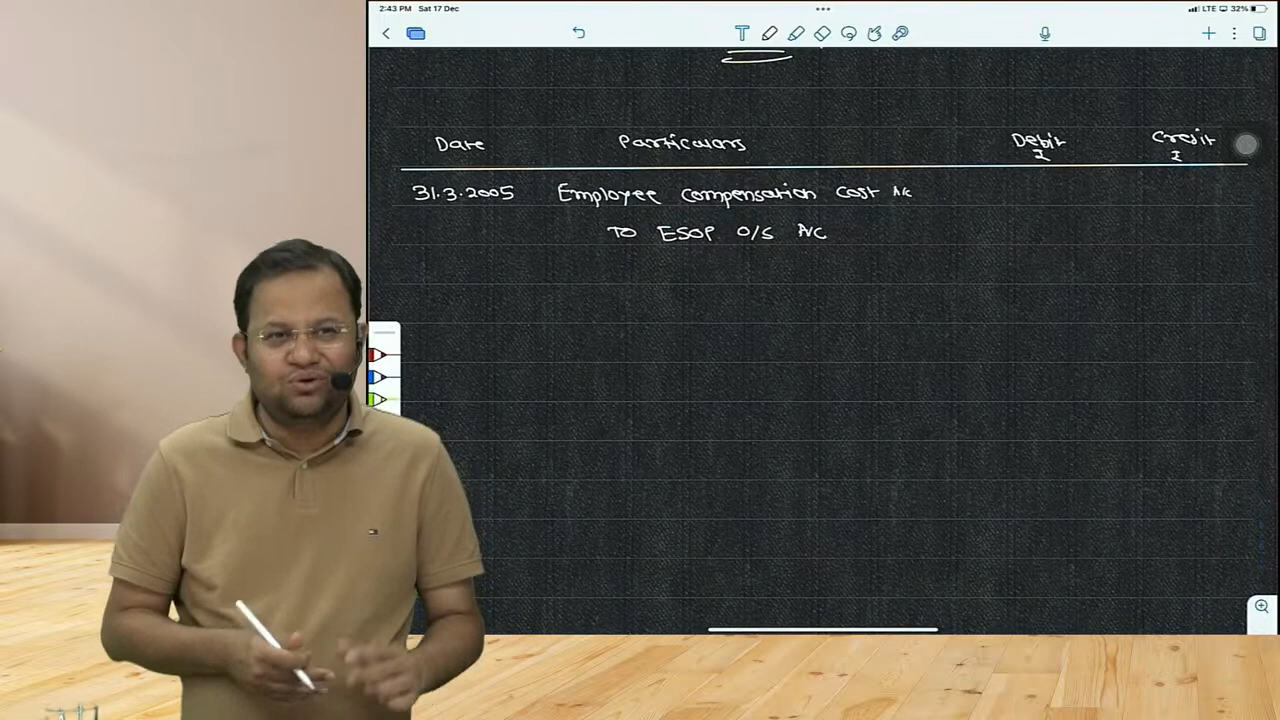 2:43 PM Sat 17 Dec
LTE 32%
T
Date Particulars Debit Credit
₹ ₹
31.3.2005 Employee compensation cost A/c
TO ESOP O/S A/C